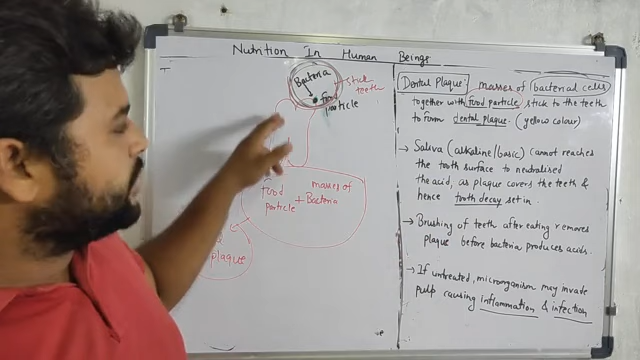 Nutrition In Human Beings
Bacteria
food
particle
stick
teeth
food
particle
+
masses of
Bacteria
plaque
Dental Plaque: masses of bacterial cells
together with food particle stick to the teeth
to form dental plaque. (yellow colour)
→ Saliva (alkaline/basic) cannot reached
the tooth surface to neutralised
the acid, as plaque covers the teeth &
hence tooth decay set in.
→ Brushing of teeth after eating removes
plaque before bacteria produces acids.
→ If untreated, microorganism may invade
pulp causing inflammation & infection